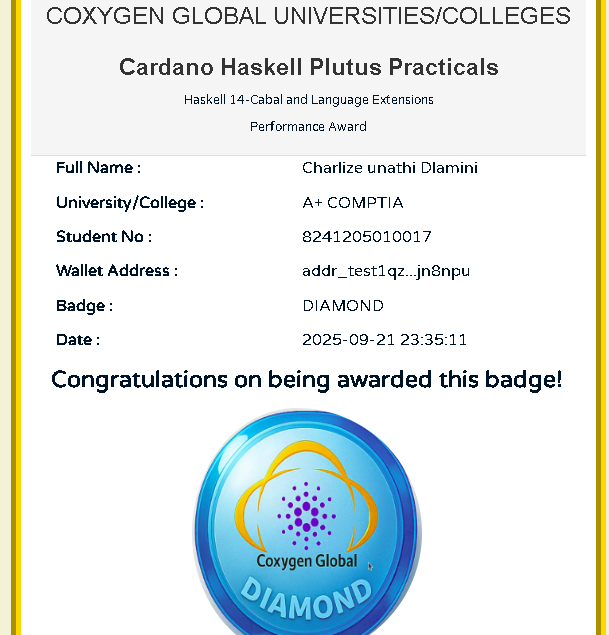 COXYGEN GLOBAL UNIVERSITIES/COLLEGES
Cardano Haskell Plutus Practicals
Haskell 14-Cabal and Language Extensions
Performance Award
Full Name : Charlize unathi Dlamini
University/College : A+ COMPTIA
Student No : 8241205010017
Wallet Address : addr_test1qz...jn8npu
Badge : DIAMOND
Date : 2025-09-21 23:35:11
Congratulations on being awarded this badge!
Coxygen Global
DIAMOND